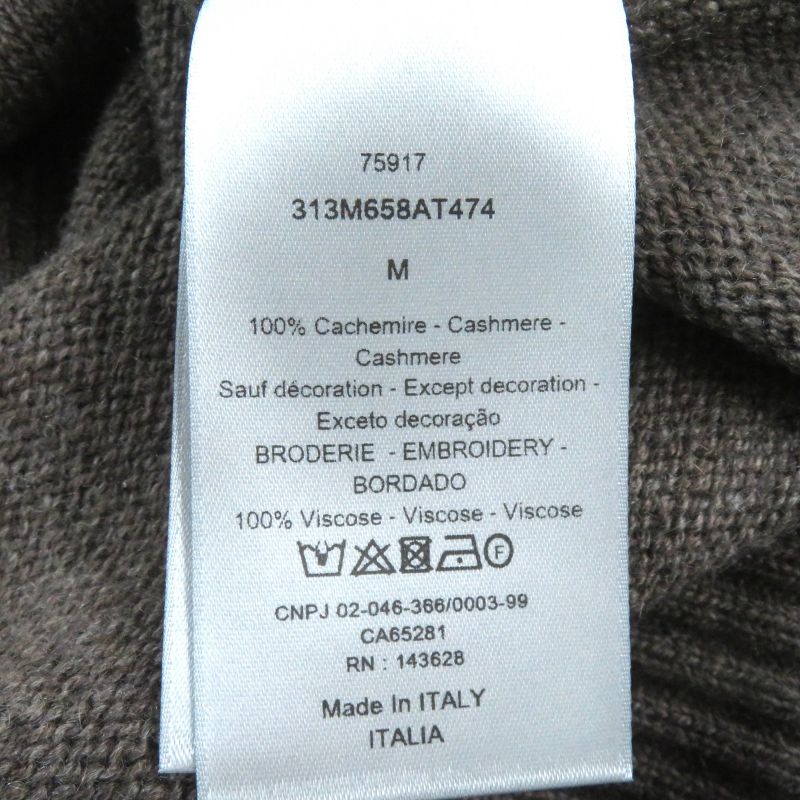 75917
313M658AT474
M
100% Cachemire - Cashmere -
Cashmere
Sauf décoration - Except decoration -
Exceto decoração
BRODERIE - EMBROIDERY -
BORDADO
100% Viscose - Viscose - Viscose
F
CNPJ 02-046-366/0003-99
CA65281
RN : 143628
Made In ITALY
ITALIA